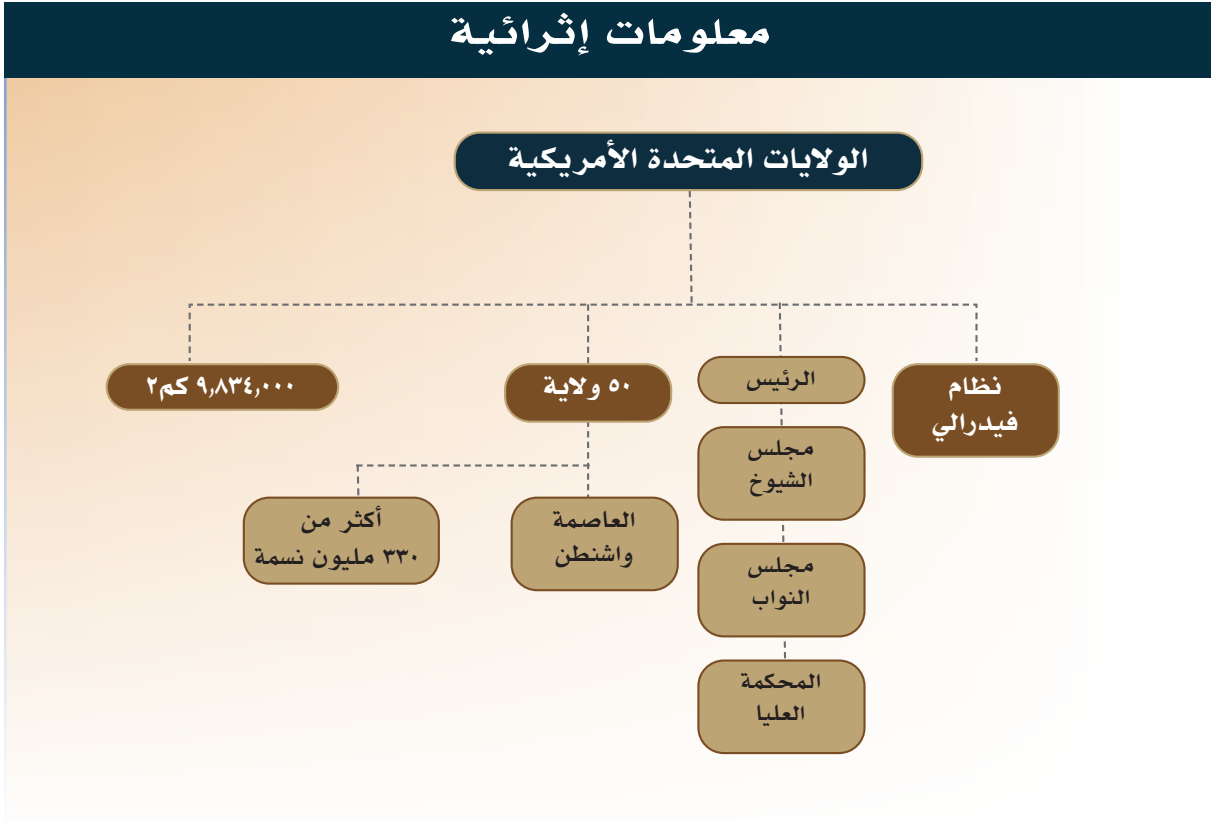 معلومات إثرائية
الولايات المتحدة الأمريكية
نظام
فيدرالي
الرئيس
مجلس
الشيوخ
مجلس
النواب
المحكمة
العليا
٥٠ ولاية
العاصمة
واشنطن
أكثر من
٣٣٠ مليون نسمة
٩,٨٣٤,٠٠٠ كم٢